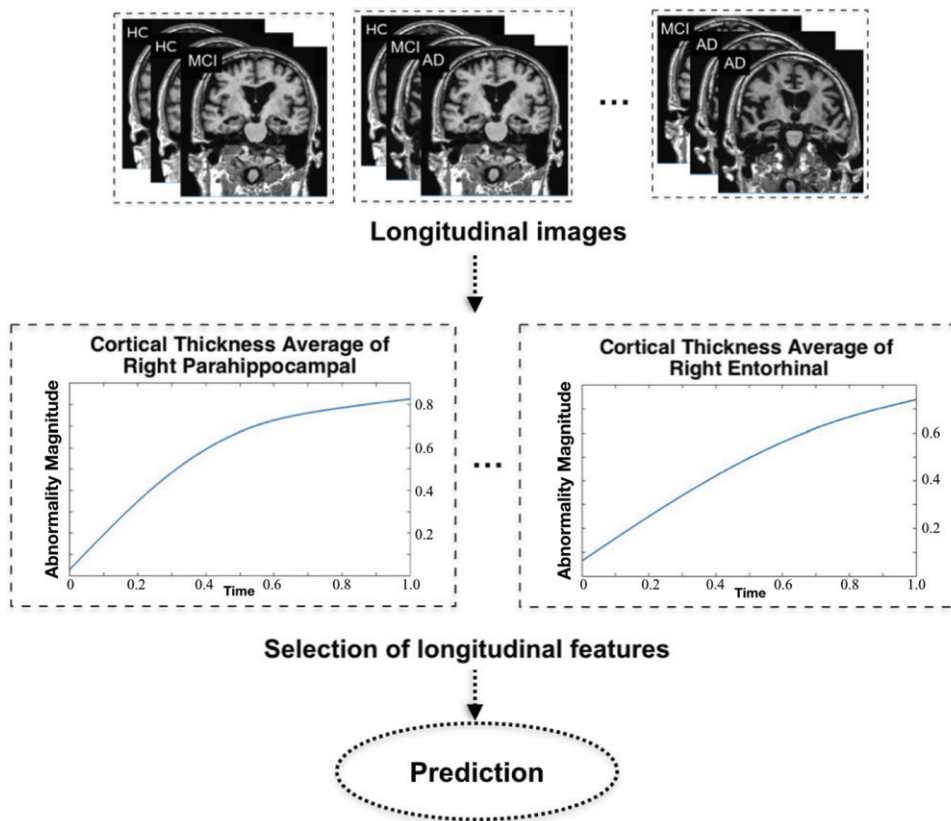 HC
HC
MCI
HC
MCI
AD
...
MCI
AD
AD
Longitudinal images
Cortical Thickness Average of
Right Parahippocampal
Abnormality Magnitude
0.8
0.6
0.4
0.2
0 0.2 0.4 0.6 0.8 1.0
Time
...
Cortical Thickness Average of
Right Entorhinal
Abnormality Magnitude
0.6
0.4
0.2
0 0.2 0.4 0.6 0.8 1.0
Time
Selection of longitudinal features
Prediction